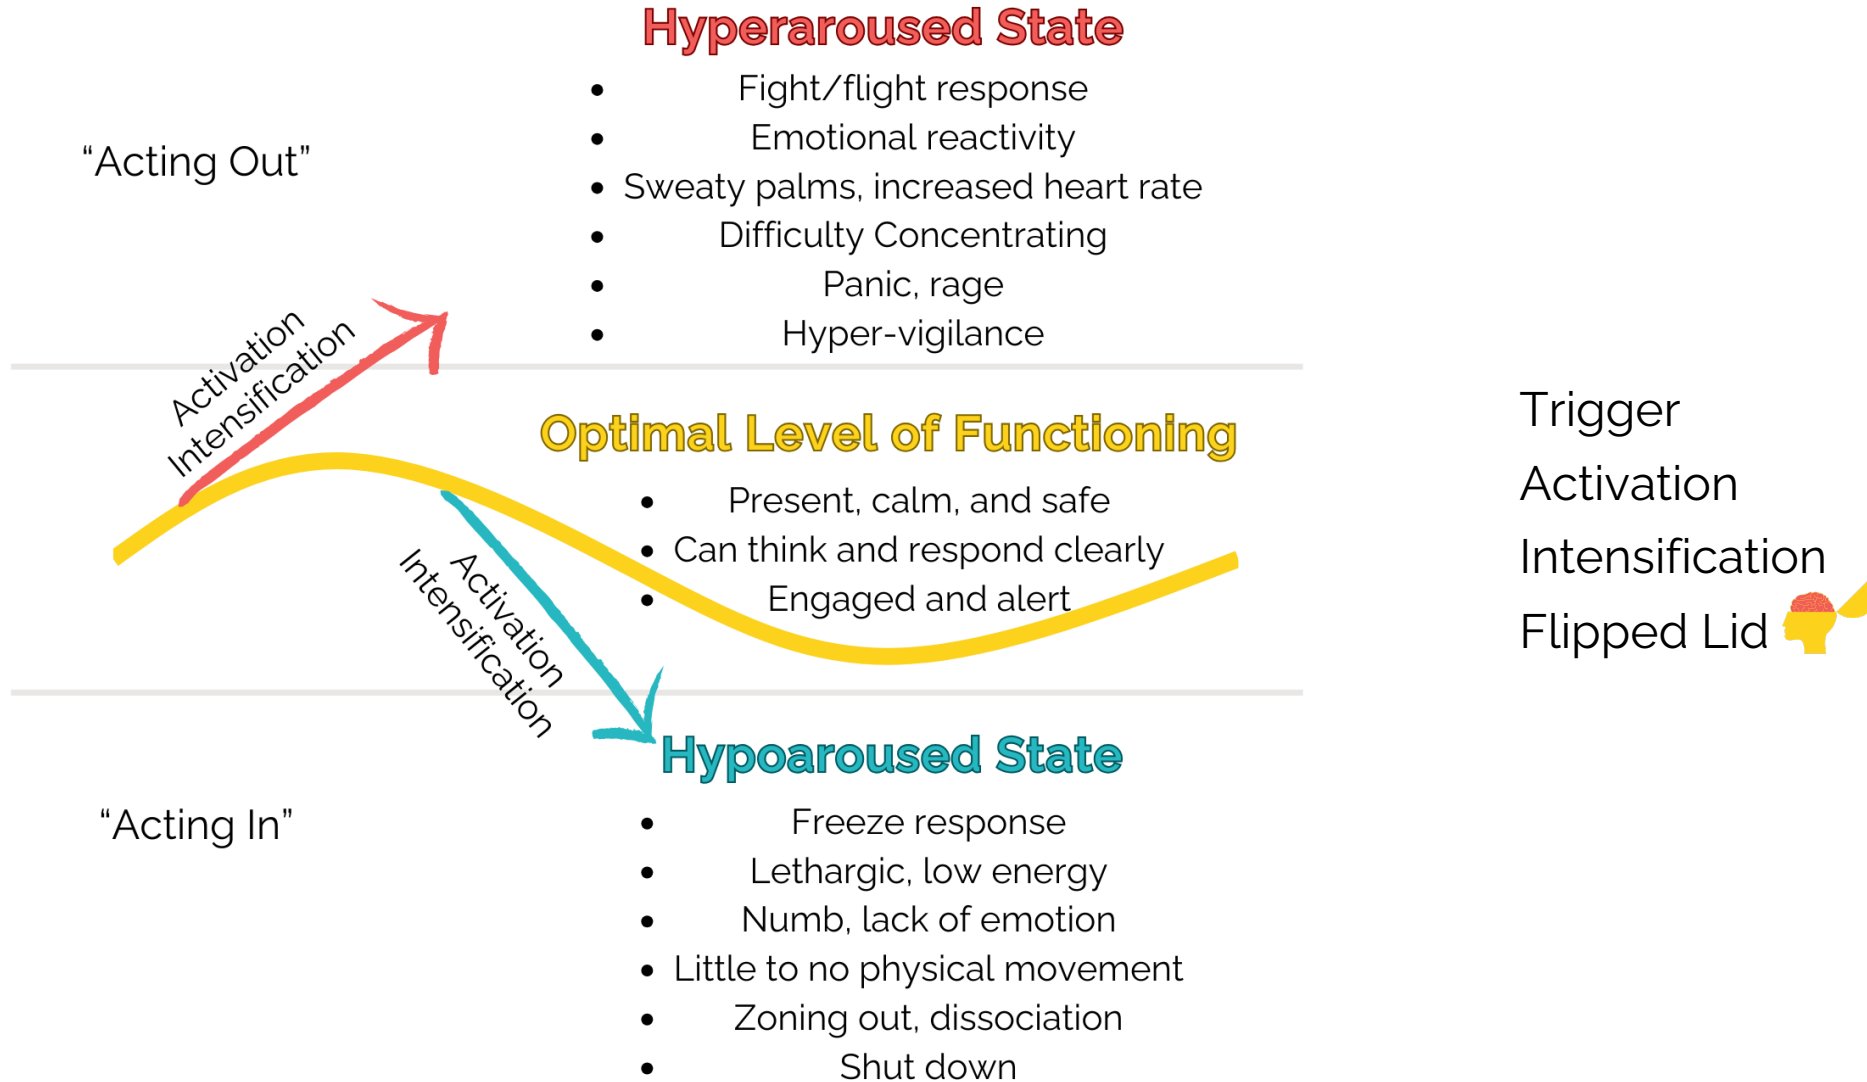 Hyperaroused State
• Fight/flight response
• Emotional reactivity
• Sweaty palms, increased heart rate
• Difficulty Concentrating
• Panic, rage
• Hyper-vigilance
“Acting Out”
Activation
Intensification
Optimal Level of Functioning
• Present, calm, and safe
• Can think and respond clearly
• Engaged and alert
Activation
Intensification
Hypoaroused State
• Freeze response
• Lethargic, low energy
• Numb, lack of emotion
• Little to no physical movement
• Zoning out, dissociation
• Shut down
“Acting In”
Trigger
Activation
Intensification
Flipped Lid